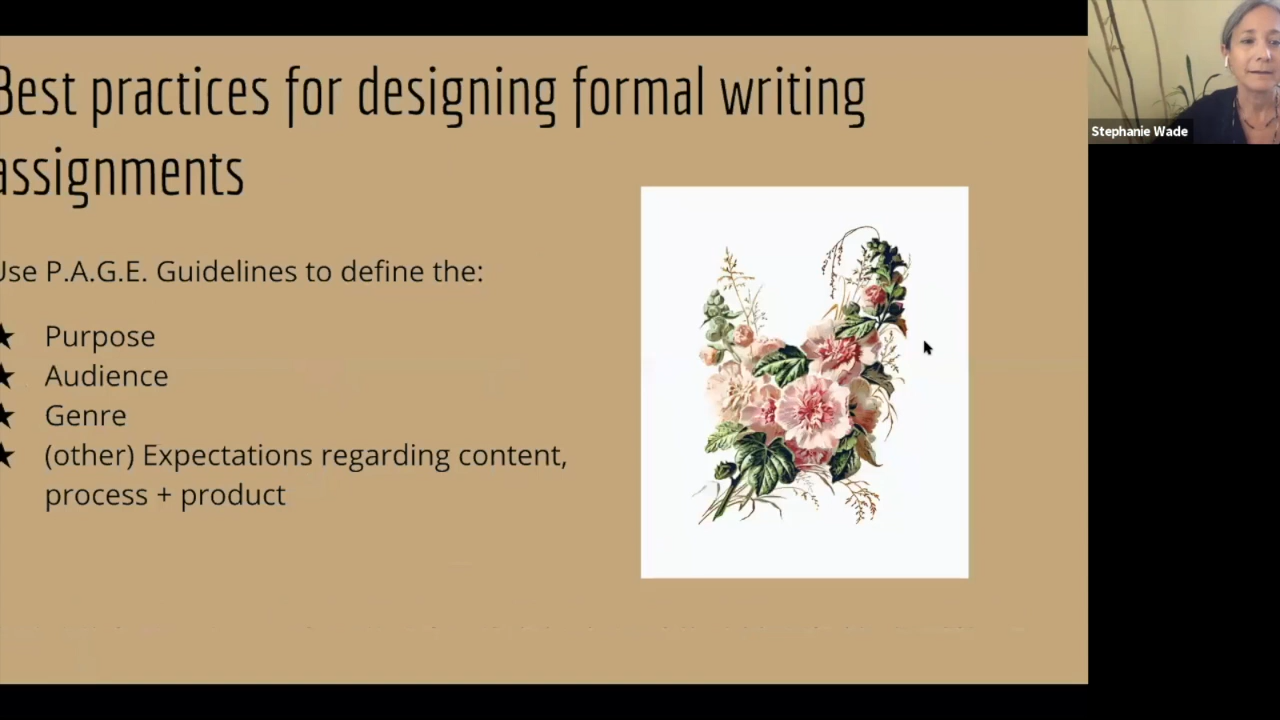 Best practices for designing formal writing
assignments
Use P.A.G.E. Guidelines to define the:
★ Purpose
★ Audience
★ Genre
★ (other) Expectations regarding content,
process + product
Stephanie Wade